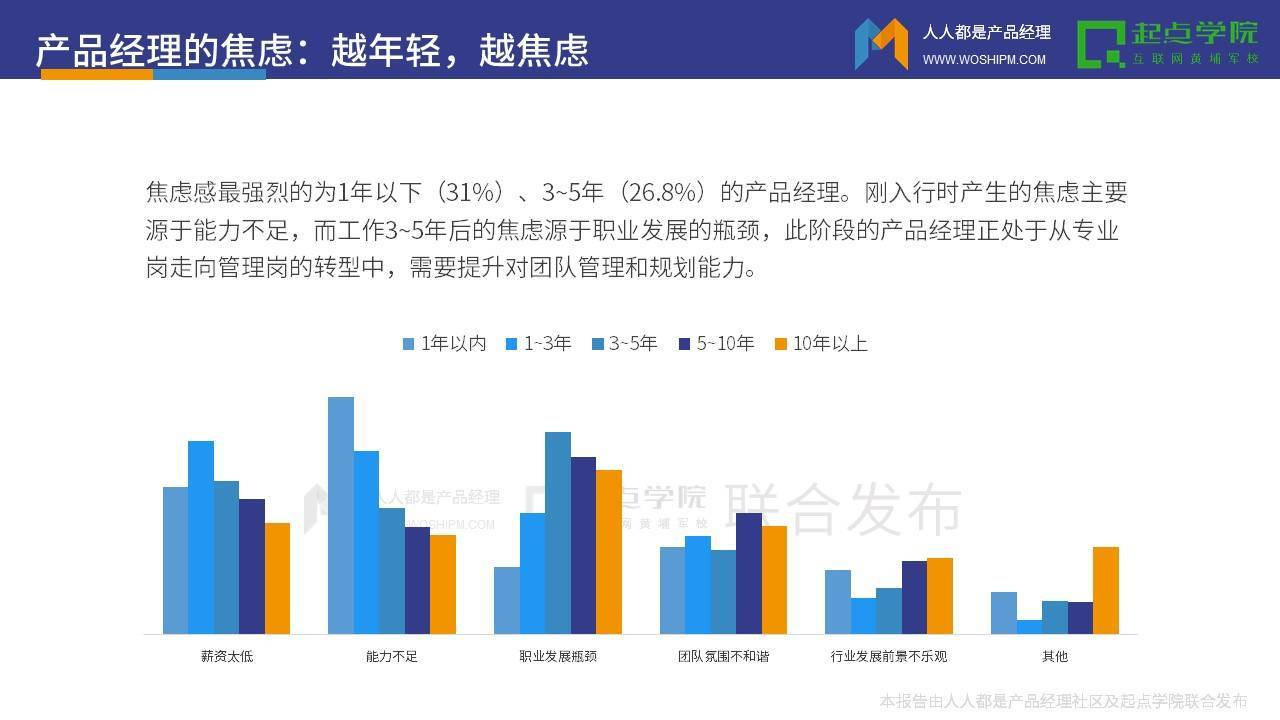 产品经理的焦虑：越年轻，越焦虑
人人都是产品经理
WWW.WOSHIPM.COM
起点学院
互联网黄埔军校
焦虑感最强烈的为1年以下（31%）、3~5年（26.8%）的产品经理。刚入行时产生的焦虑主要
源于能力不足，而工作3~5年后的焦虑源于职业发展的瓶颈，此阶段的产品经理正处于从专业
岗走向管理岗的转型中，需要提升对团队管理和规划能力。
1年以内 1~3年 3~5年 5~10年 10年以上
人人都是产品经理
WOSHIPM.COM
点学院
网黄埔军校
联合发布
薪资太低 能力不足 职业发展瓶颈 团队氛围不和谐 行业发展前景不乐观 其他
本报告由人人都是产品经理社区及起点学院联合发布